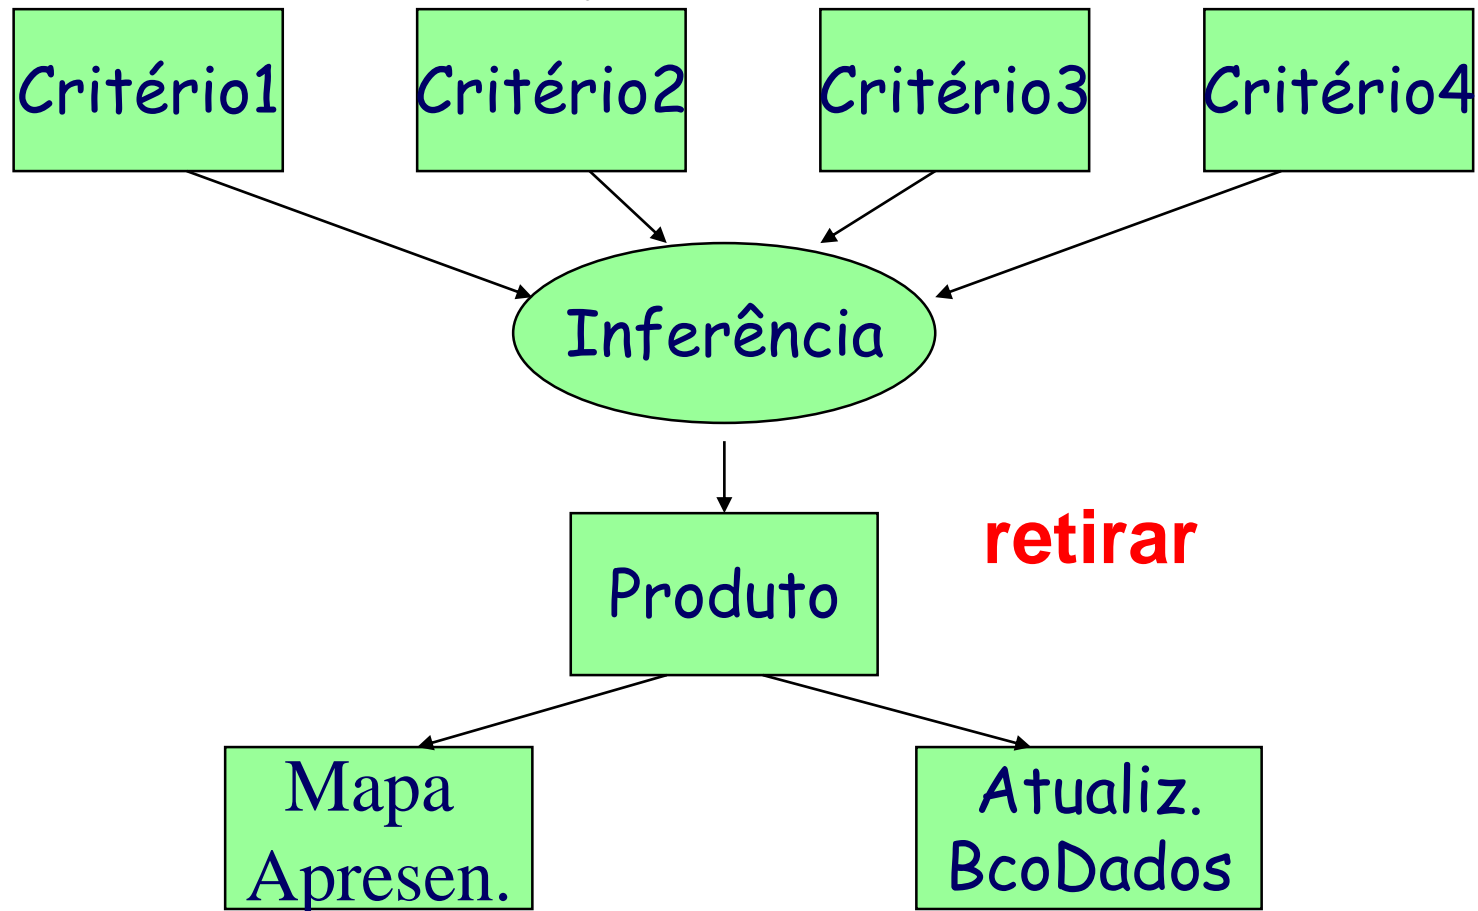 Critério1
Critério2
Critério3
Critério4
Inferência
retirar
Produto
Mapa
Apresen.
Atualiz.
BcoDados